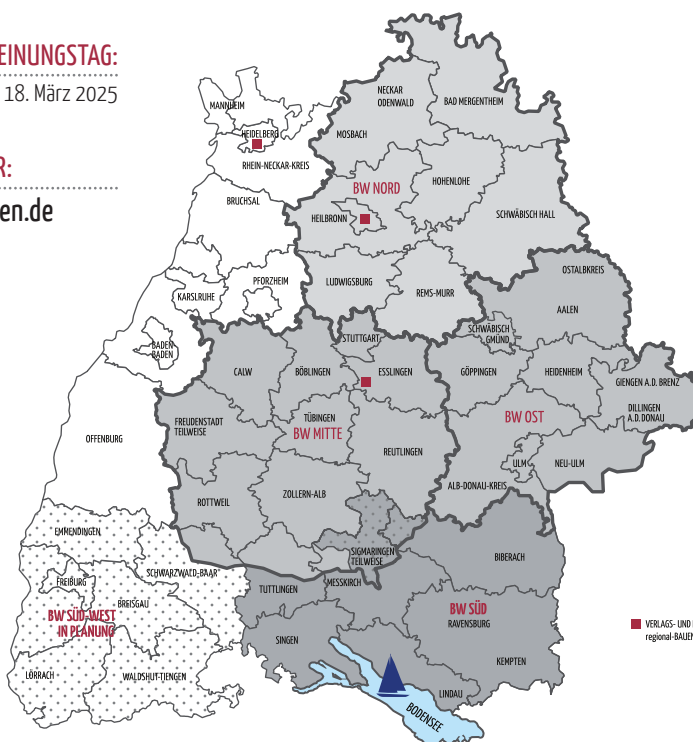 EINUNGSTAG:
18. März 2025
R:
en.de
NECKAR
ODENWALD
BAD MERGENTHEIM
MANNHEIM
HEIDELBERG
MOSBACH
RHEIN-NECKAR-KREIS
BW NORD
HOHENLOHE
BRUCHSAL
HEILBRONN
SCHWÄBISCH HALL
OSTALBKREIS
PFORZHEIM
LUDWIGSBURG
REMS-MURR
KARSLRUHE
AALEN
STUTTGART
SCHWÄBISCH
GMÜND
BADEN
BADEN
CALW
BÖBLINGEN
ESSLINGEN
GÖPPINGEN
HEIDENHEIM
GIENGEN A.D. BRENZ
DILLINGEN
A.D. DONAU
FREUDENSTADT
TEILWEISE
TÜBINGEN
BW MITTE
BW OST
OFFENBURG
REUTLINGEN
ULM
NEU-ULM
ROTTWEIL
ZOLLERN-ALB
ALB-DONAU-KREIS
EMMENDINGEN
SIGMARINGEN
TEILWEISE
BIBERACH
FREIBURG
SCHWARZWALD-BAAR
TUTTLINGEN
MESSKIRCH
BREISGAU
BW SÜD-WEST
IN PLANUNG
BW SÜD
RAVENSBURG
VERLAGS- UND
regional-BAUEN
SINGEN
KEMPTEN
LÖRRACH
WALDSHUT-TIENGEN
LINDAU
BODENSEE